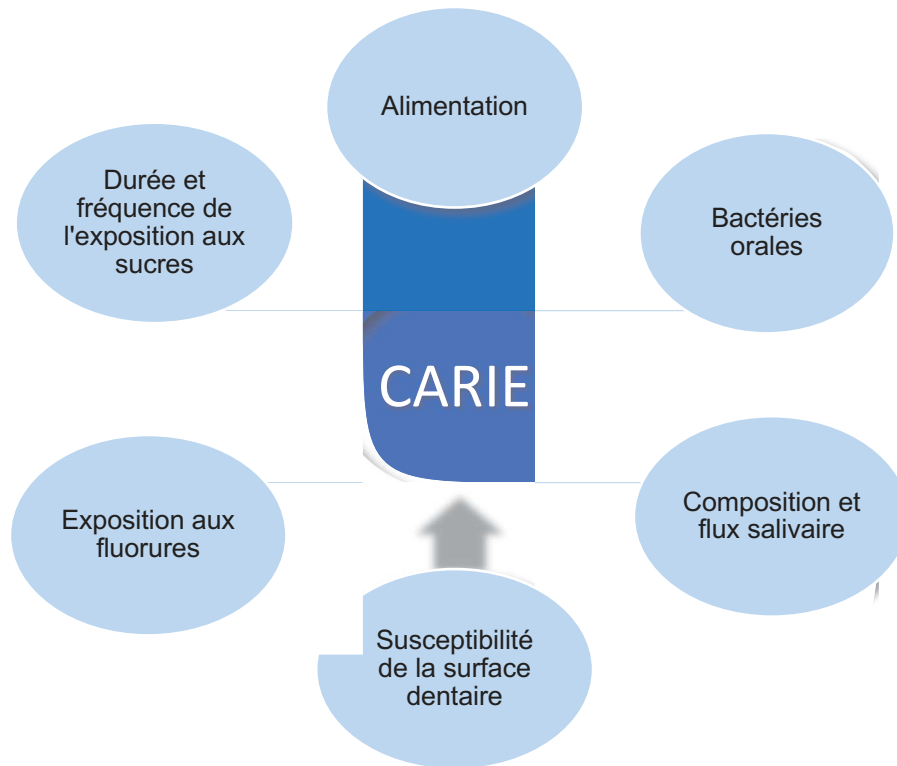 Alimentation
Durée et
fréquence de
l'exposition aux
sucres
Bactéries
orales
CARIE
Exposition aux
fluorures
Composition et
flux salivaire
Susceptibilité
de la surface
dentaire